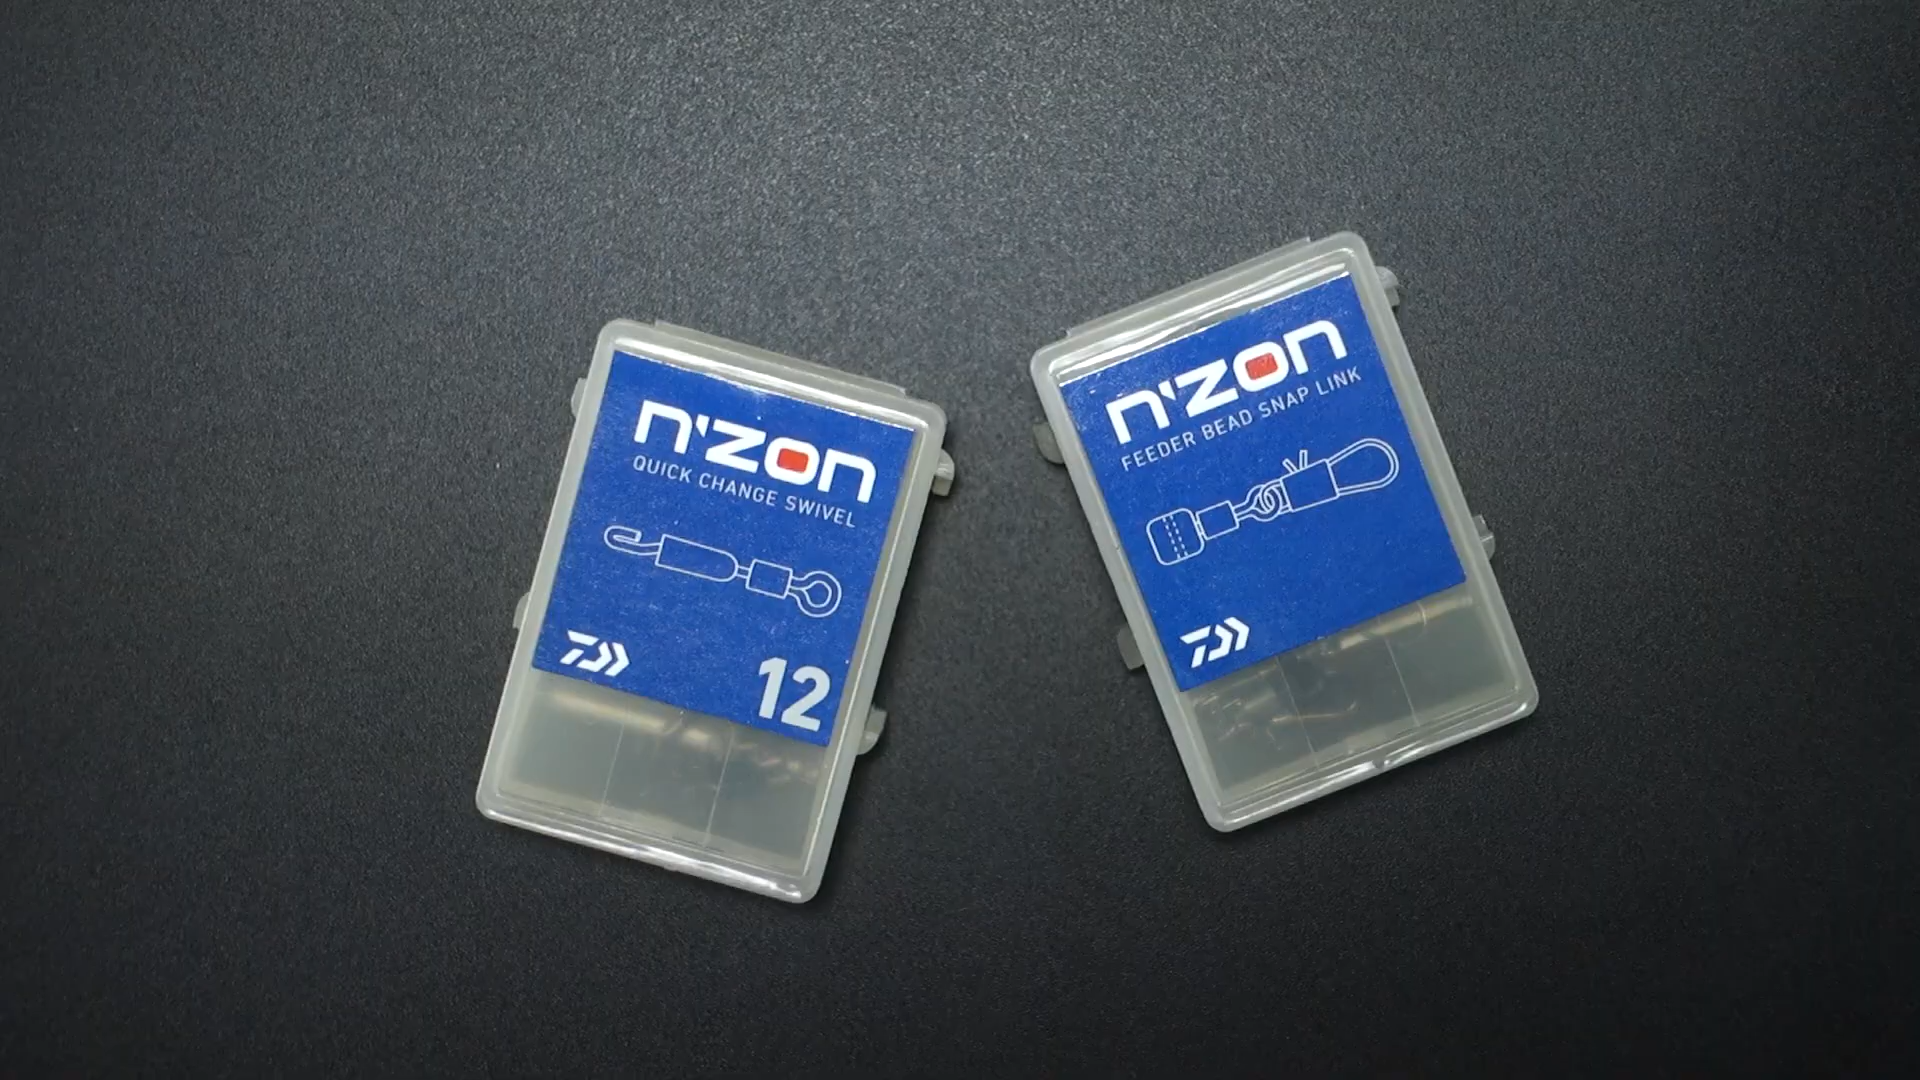 n'zon
QUICK CHANGE SWIVEL
12
n'zon
FEEDER BEAD SNAP LINK